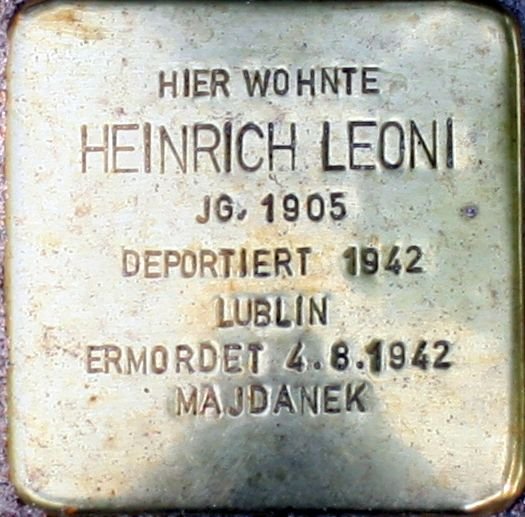 HIER WOHNTE
HEINRICH LEONI
JG. 1905
DEPORTIERT 1942
LUBLIN
ERMORDET 4.8.1942
MAJDANEK